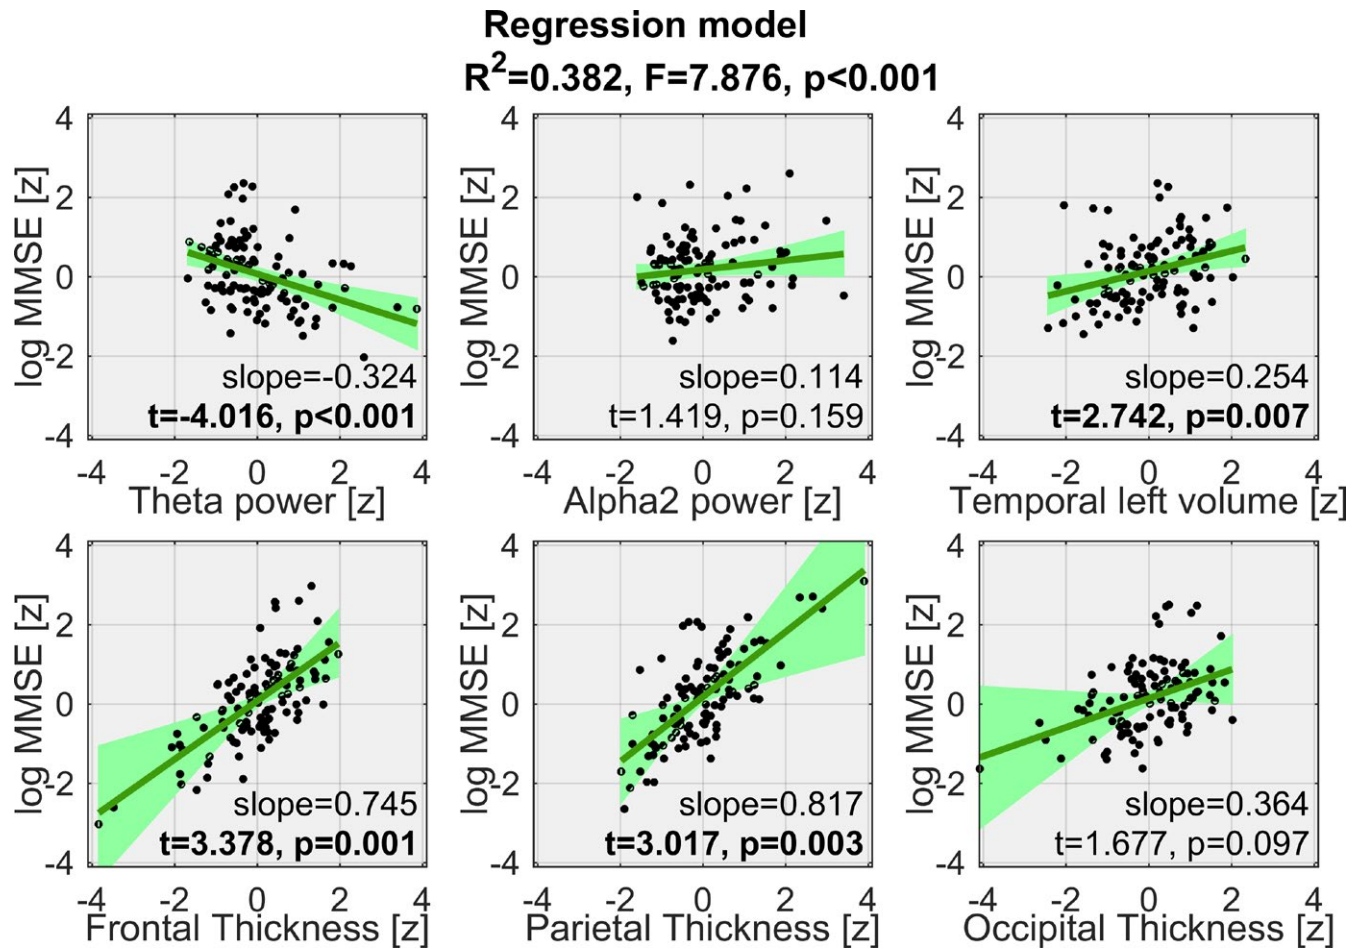 Regression model
R²=0.382, F=7.876, p<0.001
4
2
0
-2
-4
log MMSE [z]
slope=-0.324
t=-4.016, p<0.001
-4 -2 0 2 4
Theta power [z]
4
2
0
-2
-4
log MMSE [z]
slope=0.114
t=1.419, p=0.159
-4 -2 0 2 4
Alpha2 power [z]
4
2
0
-2
-4
log MMSE [z]
slope=0.254
t=2.742, p=0.007
-4 -2 0 2 4
Temporal left volume [z]
4
2
0
-2
-4
log MMSE [z]
slope=0.745
t=3.378, p=0.001
-4 -2 0 2 4
Frontal Thickness [z]
4
2
0
-2
-4
log MMSE [z]
slope=0.817
t=3.017, p=0.003
-4 -2 0 2 4
Parietal Thickness [z]
4
2
0
-2
-4
log MMSE [z]
slope=0.364
t=1.677, p=0.097
-4 -2 0 2 4
Occipital Thickness [z]